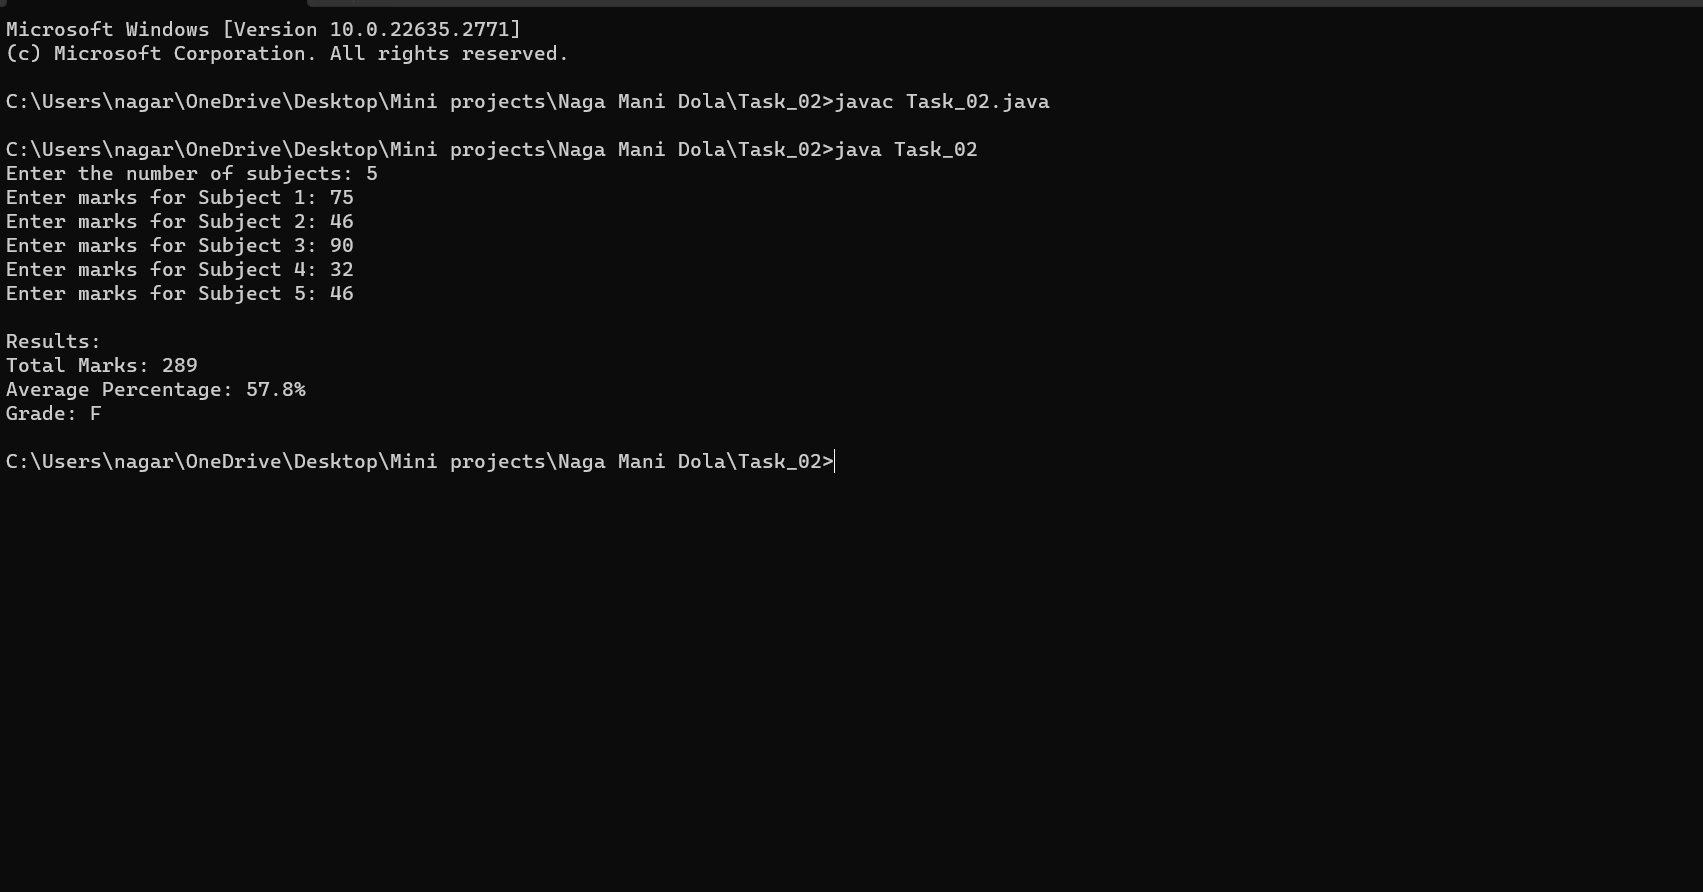 Microsoft Windows [Version 10.0.22635.2771]
(c) Microsoft Corporation. All rights reserved.
C:\Users\nagar\OneDrive\Desktop\Mini projects\Naga Mani Dola\Task_02>javac Task_02.java
C:\Users\nagar\OneDrive\Desktop\Mini projects\Naga Mani Dola\Task_02>java Task_02
Enter the number of subjects: 5
Enter marks for Subject 1: 75
Enter marks for Subject 2: 46
Enter marks for Subject 3: 90
Enter marks for Subject 4: 32
Enter marks for Subject 5: 46
Results:
Total Marks: 289
Average Percentage: 57.8%
Grade: F
C:\Users\nagar\OneDrive\Desktop\Mini projects\Naga Mani Dola\Task_02>